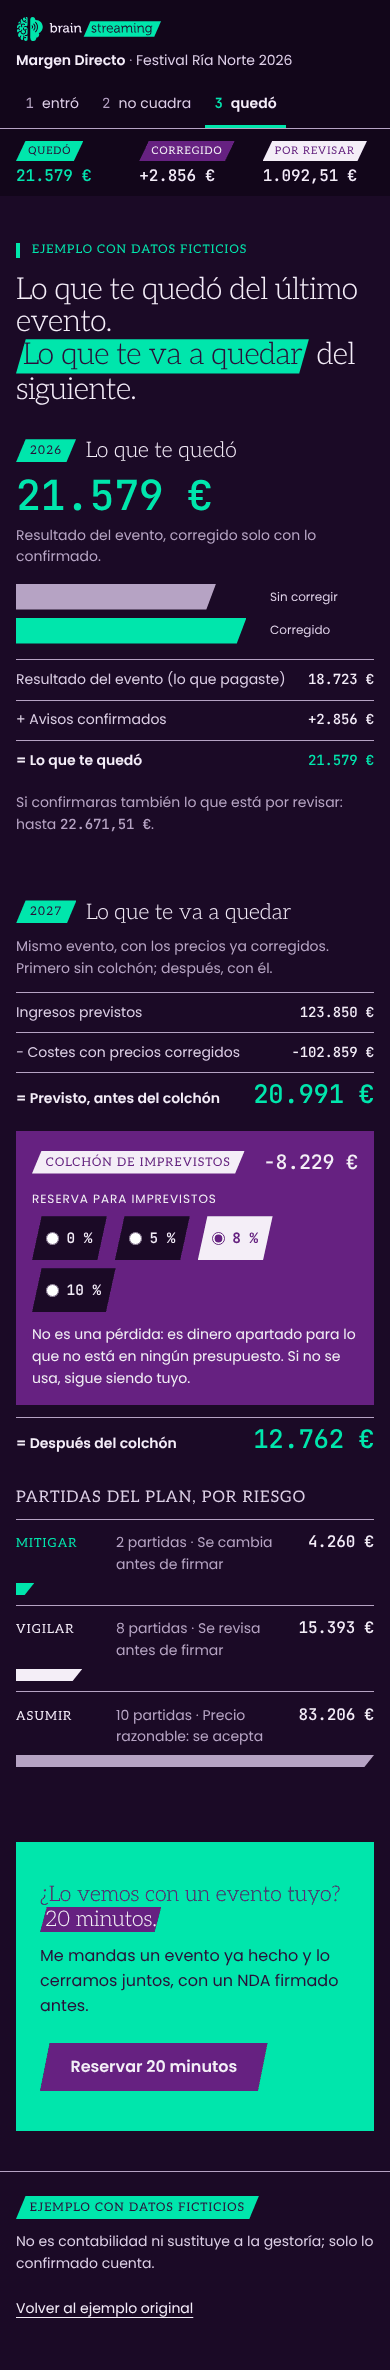 brain streaming
Margen Directo · Festival Ría Norte 2026
1 entró 2 no cuadra 3 quedó
QUEDÓ CORREGIDO POR REVISAR
21.579 € +2.856 € 1.092,51 €
EJEMPLO CON DATOS FICTICIOS
Lo que te quedó del último
evento.
Lo que te va a quedar del
siguiente.
2026 Lo que te quedó
21.579 €
Resultado del evento, corregido solo con lo
confirmado.
Sin corregir
Corregido
Resultado del evento (lo que pagaste) 18.723 €
+ Avisos confirmados +2.856 €
= Lo que te quedó 21.579 €
Si confirmaras también lo que está por revisar:
hasta 22.671,51 €.
2027 Lo que te va a quedar
Mismo evento, con los precios ya corregidos.
Primero sin colchón; después, con él.
Ingresos previstos 123.850 €
- Costes con precios corregidos -102.859 €
= Previsto, antes del colchón 20.991 €
COLCHÓN DE IMPREVISTOS -8.229 €
RESERVA PARA IMPREVISTOS
0 % 5 % 8 %
10 %
No es una pérdida: es dinero apartado para lo
que no está en ningún presupuesto. Si no se
usa, sigue siendo tuyo.
= Después del colchón 12.762 €
PARTIDAS DEL PLAN, POR RIESGO
MITIGAR 2 partidas · Se cambia 4.260 €
antes de firmar
VIGILAR 8 partidas · Se revisa 15.393 €
antes de firmar
ASUMIR 10 partidas · Precio 83.206 €
razonable: se acepta
¿Lo vemos con un evento tuyo?
20 minutos.
Me mandas un evento ya hecho y lo
cerramos juntos, con un NDA firmado
antes.
Reservar 20 minutos
EJEMPLO CON DATOS FICTICIOS
No es contabilidad ni sustituye a la gestoría; solo lo
confirmado cuenta.
Volver al ejemplo original